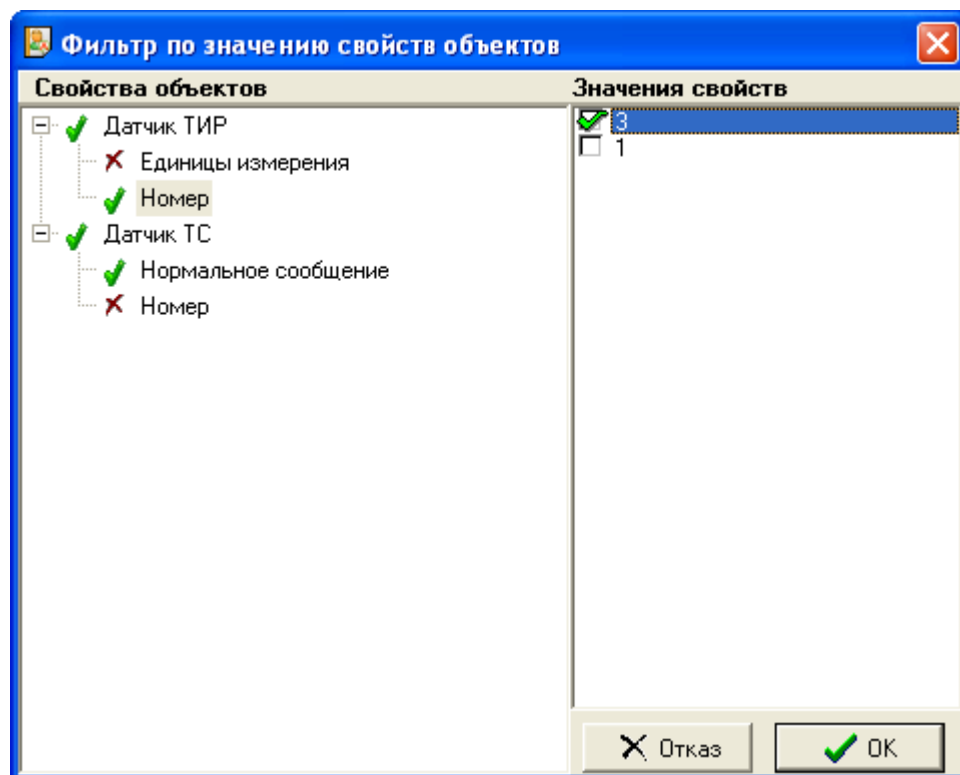 Фильтр по значению свойств объектов
Свойства объектов
Значения свойств
Датчик ТИР
3
Единицы измерения
1
Номер
Датчик ТС
Нормальное сообщение
Номер
Отказ
OK